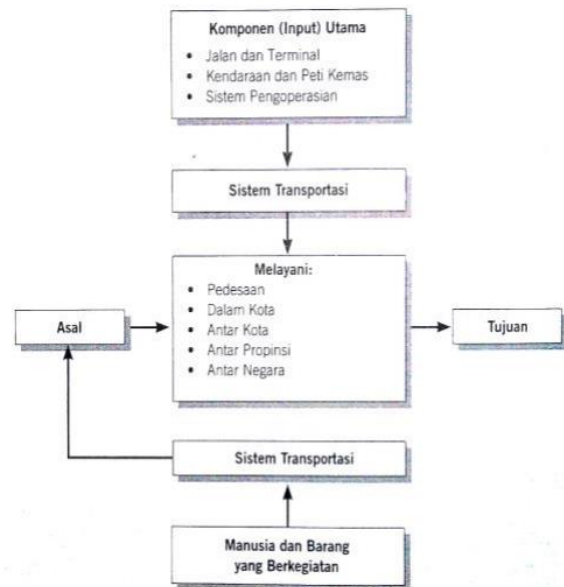 Komponen (Input) Utama
• Jalan dan Terminal
• Kendaraan dan Peti Kemas
• Sistem Pengoperasian
Sistem Transportasi
Melayani:
• Pedesaan
• Dalam Kota
• Antar Kota
• Antar Propinsi
• Antar Negara
Asal
Tujuan
Sistem Transportasi
Manusia dan Barang
yang Berkegiatan